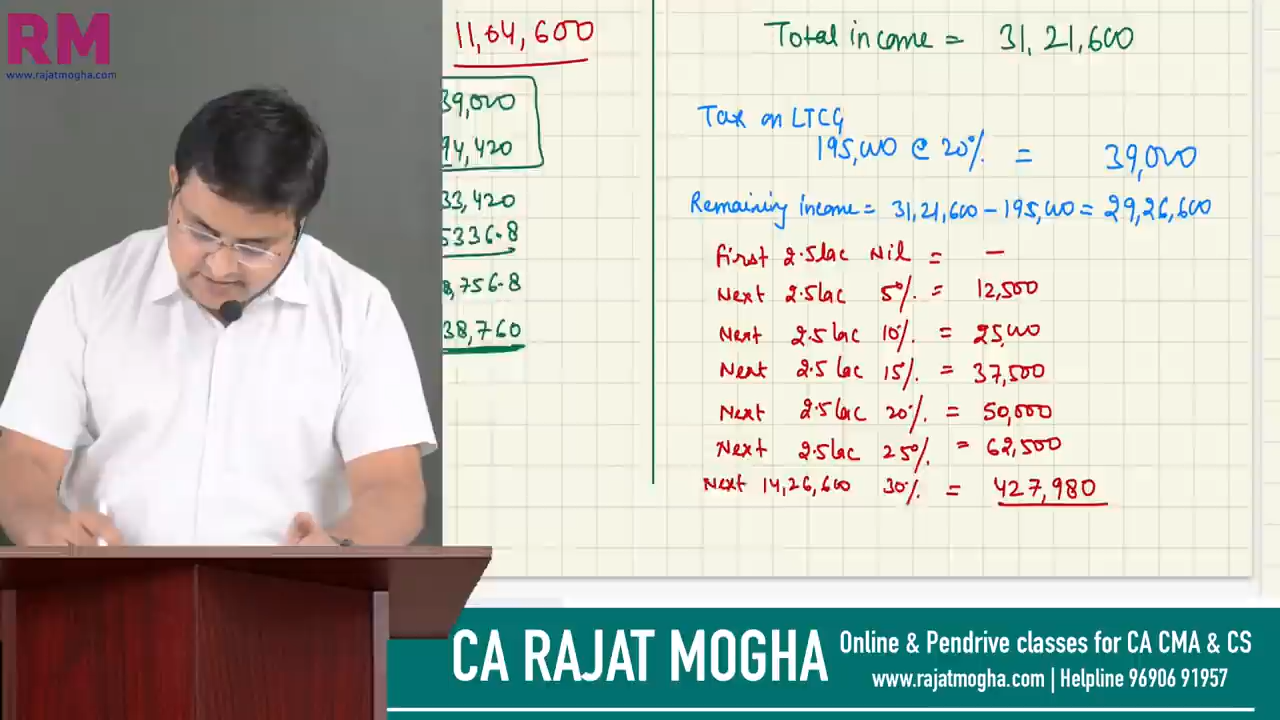 RM
www.rajatmogha.com
11,64,600
39,000
94,420
33,420
5336.8
,756.8
38,760
Total income = 31,21,600
Tax on LTCG
195,000 @ 20% = 39,000
Remaining income = 31,21,600 - 195,000 = 29,26,600
First 2.5lac Nil = —
Next 2.5lac 5% = 12,500
Next 2.5lac 10% = 25,000
Next 2.5lac 15% = 37,500
Next 2.5lac 20% = 50,000
Next 2.5lac 25% = 62,500
Next 14,26,600 30% = 427,980
CA RAJAT MOGHA
Online & Pendrive classes for CA CMA & CS
www.rajatmogha.com | Helpline 96906 91957